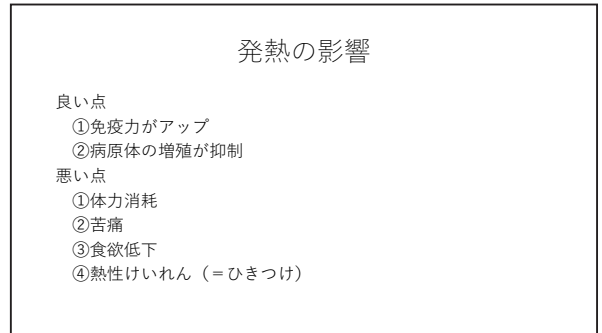 発熱の影響
良い点
①免疫力がアップ
②病原体の増殖が抑制
悪い点
①体力消耗
②苦痛
③食欲低下
④熱性けいれん（＝ひきつけ）